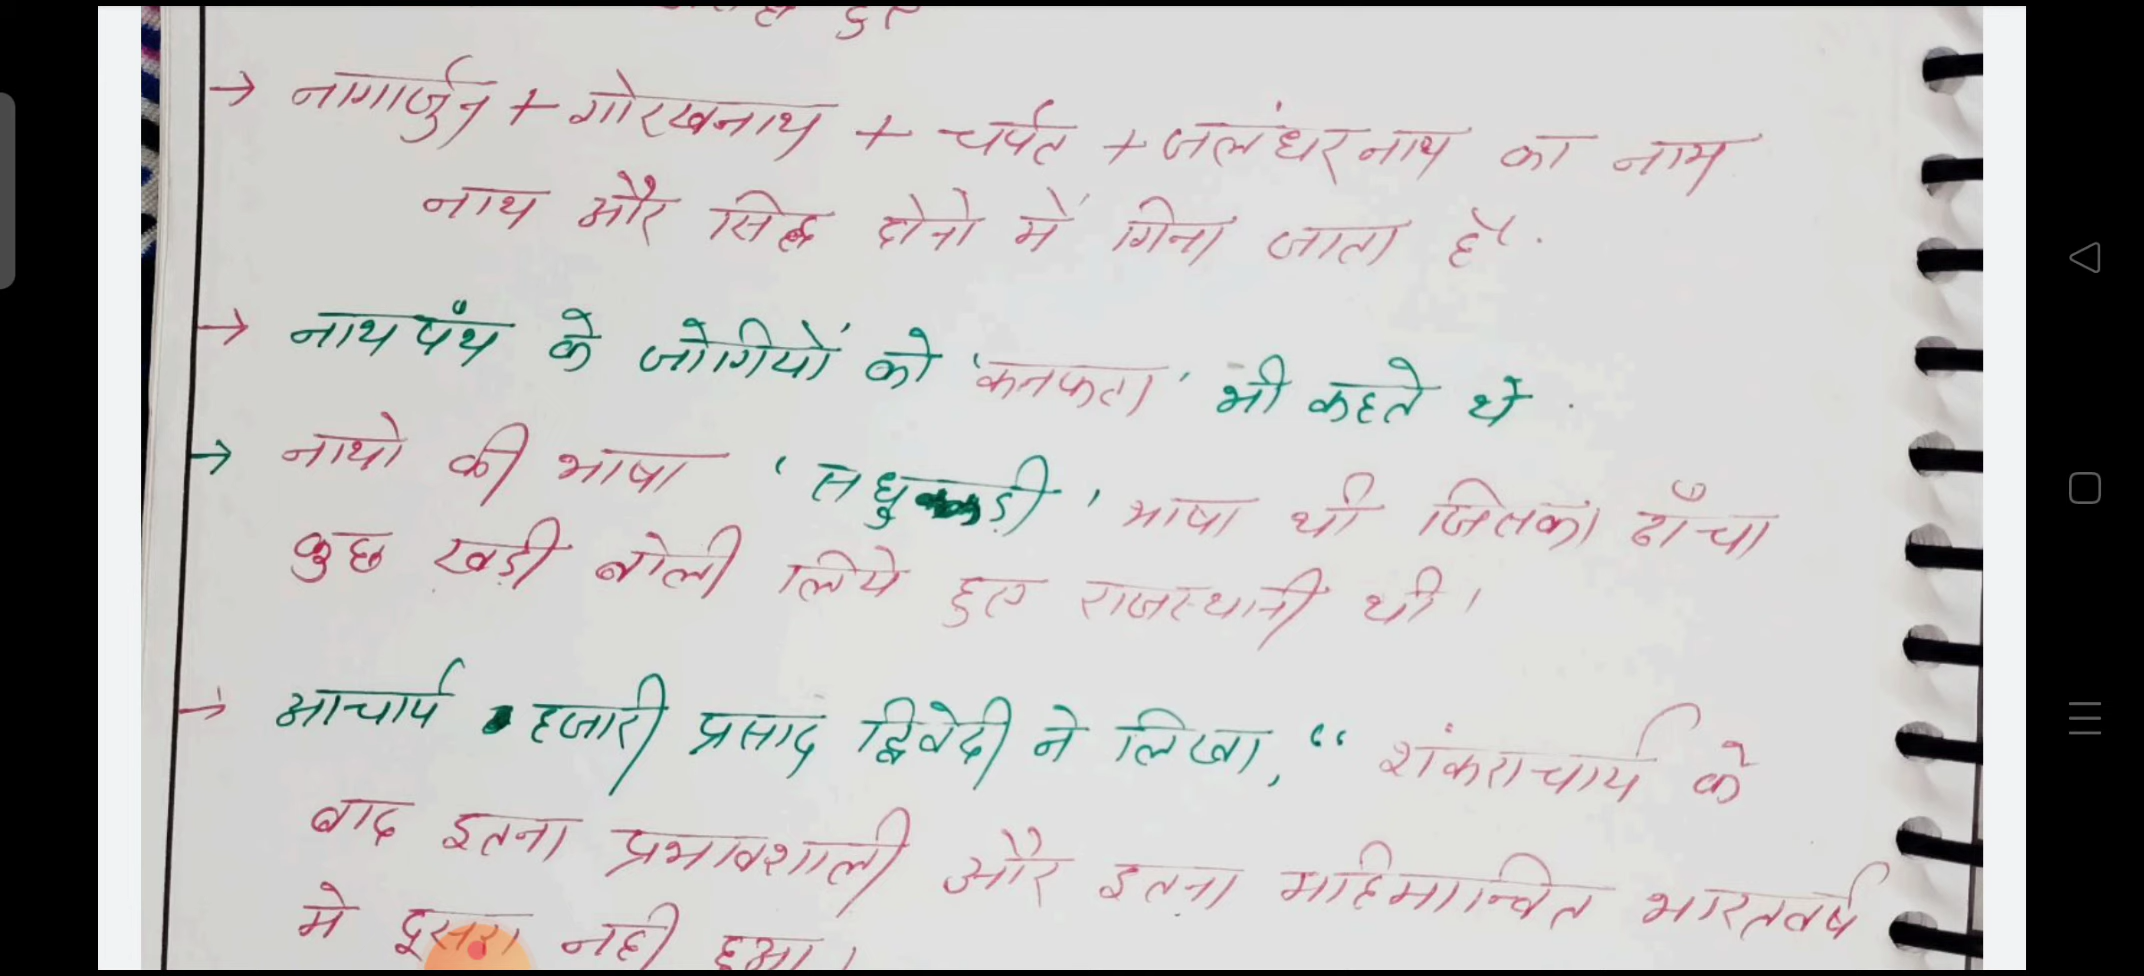 → नागार्जुन + गोरखनाथ + चर्पट + जलंधरनाथ का नाम
नाथ और सिद्ध दोनो में गिना जाता है.
→ नाथ पंथ के जोगियों को 'कनफटा' भी कहते थे.
→ नाथो की भाषा 'सधुक्कड़ी' भाषा थी जिसका ढाँचा
कुछ खड़ी बोली लिये हुए राजस्थानी थी।
→ आचार्य हजारी प्रसाद द्विवेदी ने लिखा, “ शंकराचार्य के
बाद इतना प्रभावशाली और इतना महिमान्वित भारतवर्ष
मे दूसरा नही हुआ।